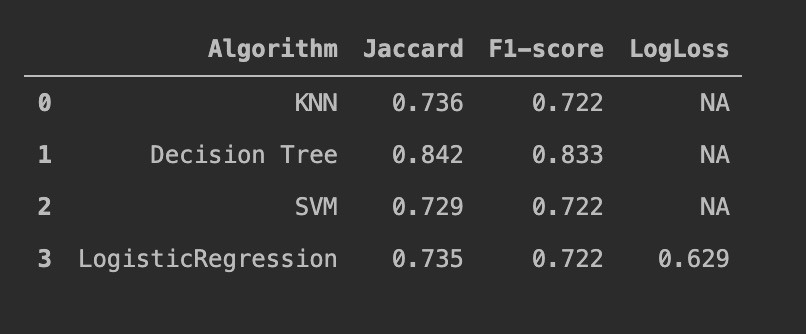 Algorithm Jaccard F1-score LogLoss
0 KNN 0.736 0.722 NA
1 Decision Tree 0.842 0.833 NA
2 SVM 0.729 0.722 NA
3 LogisticRegression 0.735 0.722 0.629